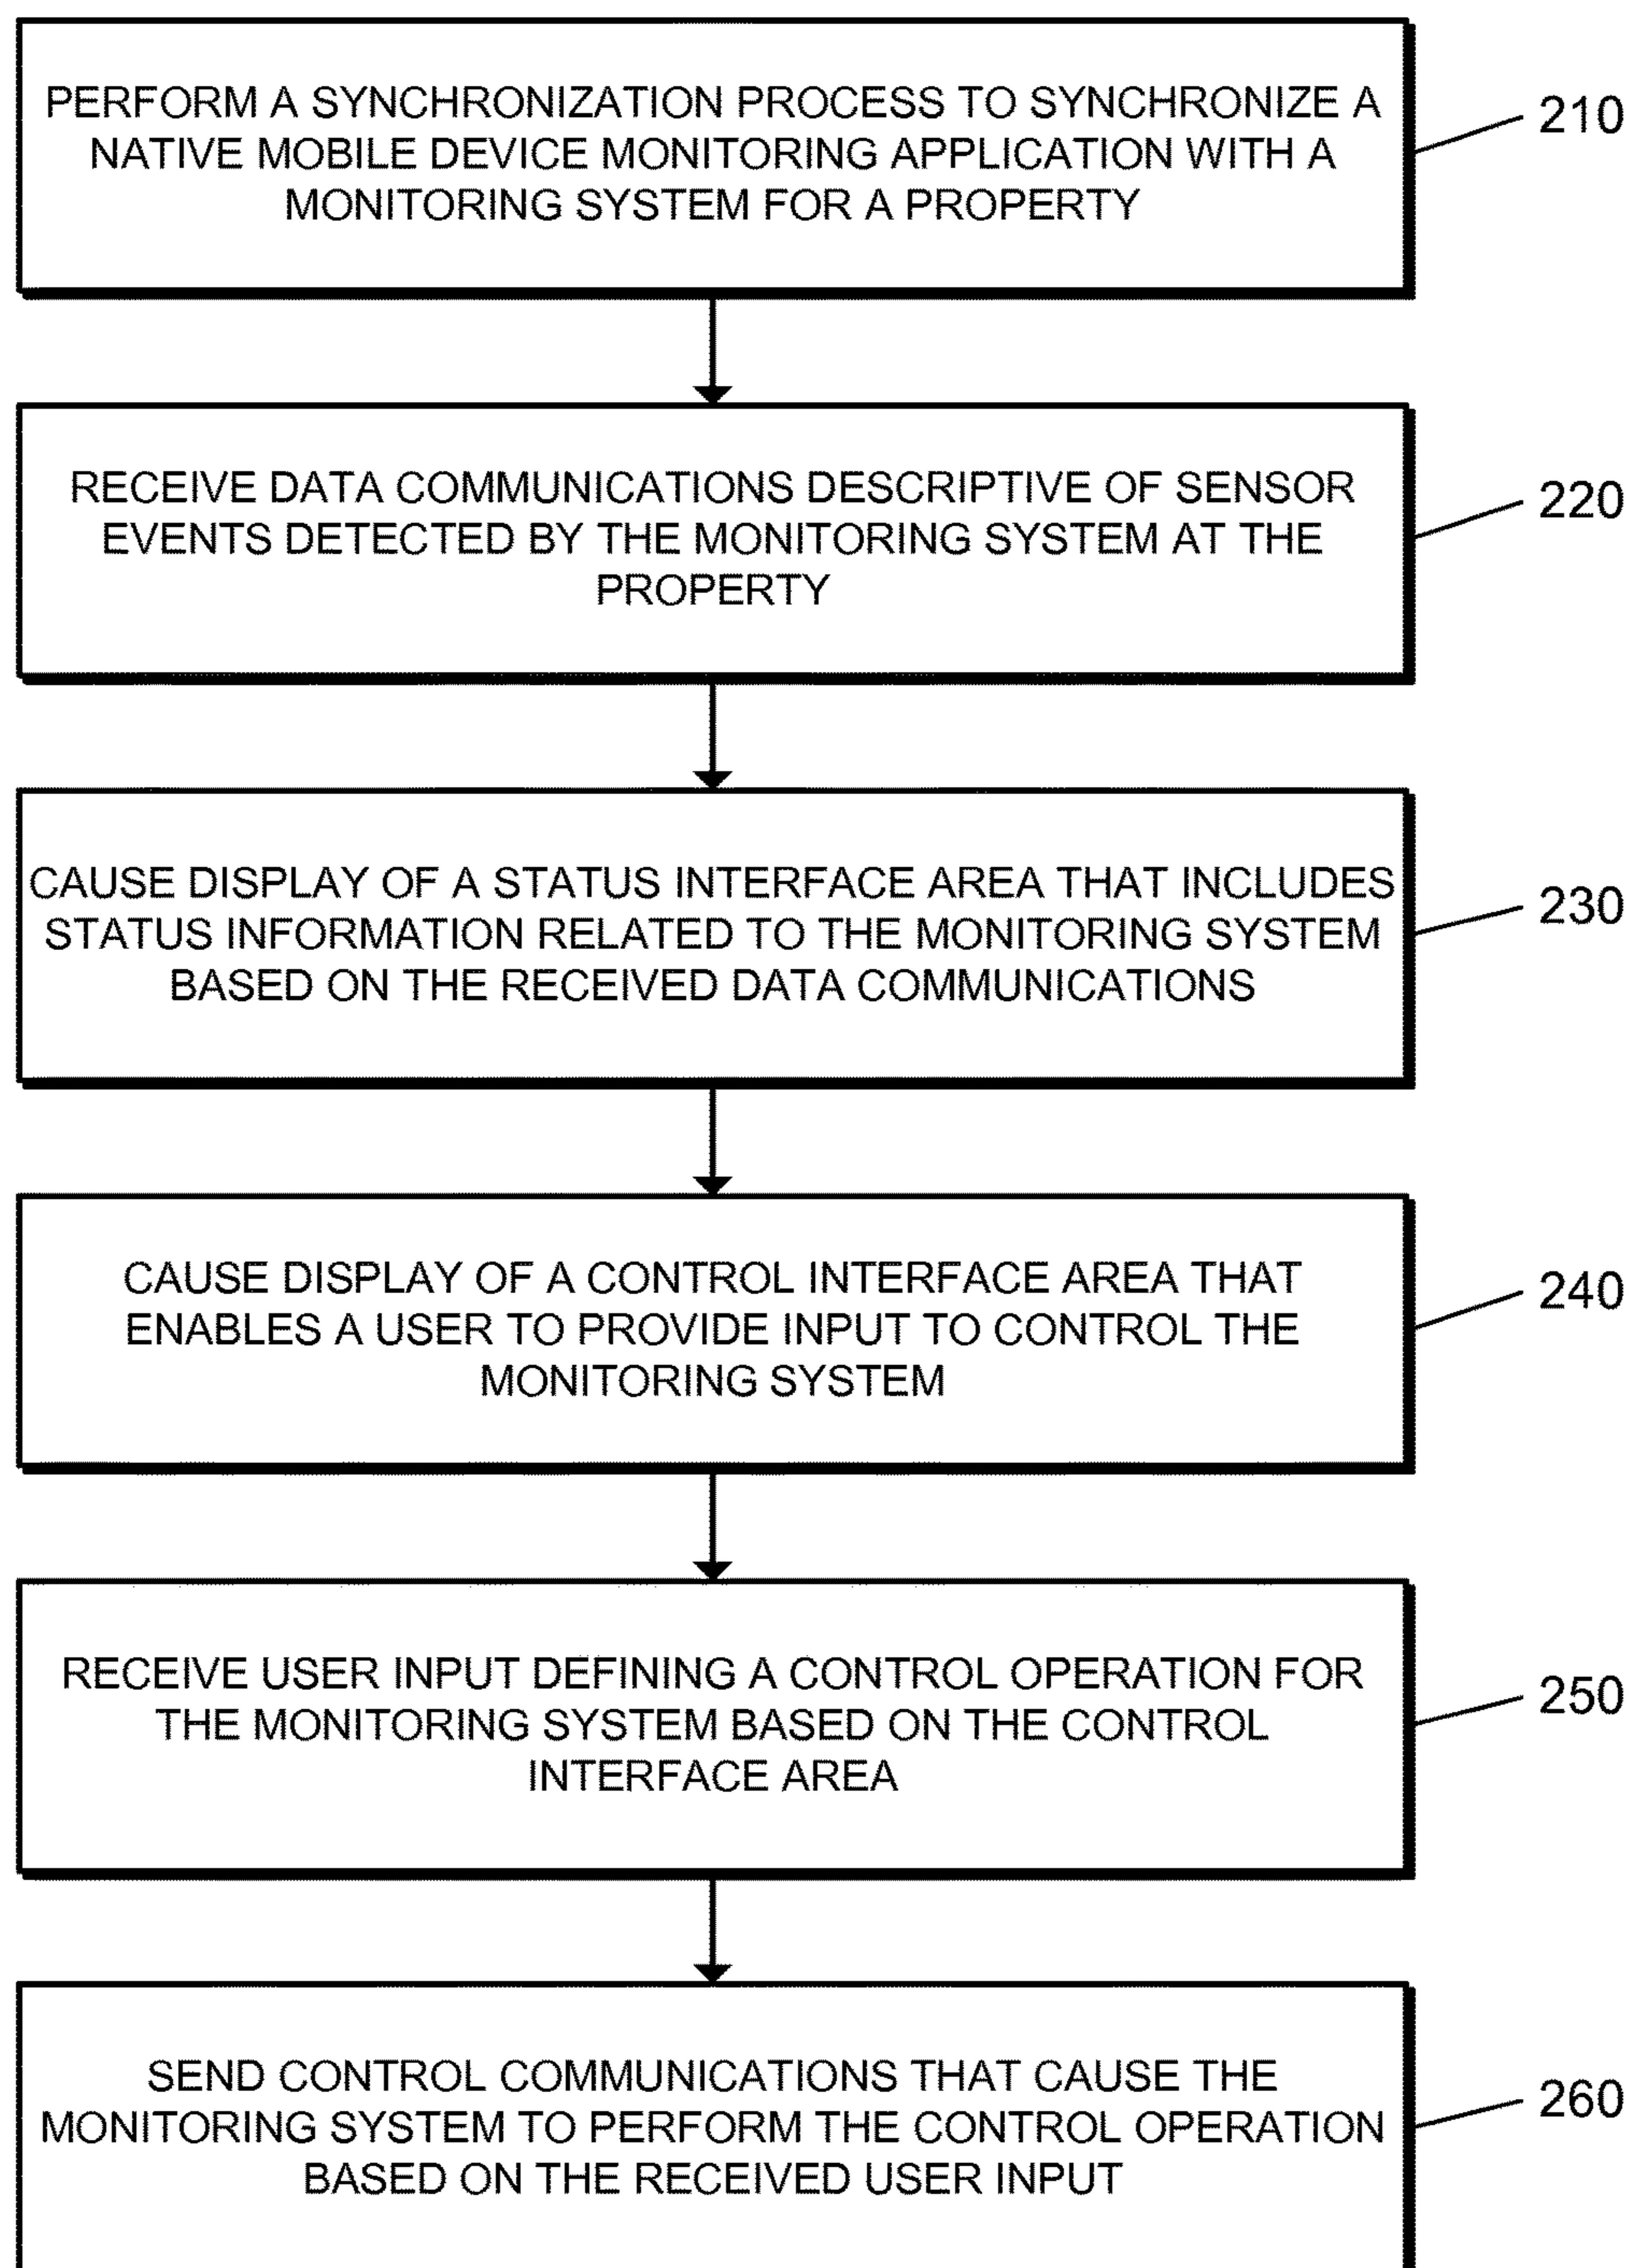 PERFORM A SYNCHRONIZATION PROCESS TO SYNCHRONIZE A
NATIVE MOBILE DEVICE MONITORING APPLICATION WITH A
MONITORING SYSTEM FOR A PROPERTY
210
RECEIVE DATA COMMUNICATIONS DESCRIPTIVE OF SENSOR
EVENTS DETECTED BY THE MONITORING SYSTEM AT THE
PROPERTY
220
CAUSE DISPLAY OF A STATUS INTERFACE AREA THAT INCLUDES
STATUS INFORMATION RELATED TO THE MONITORING SYSTEM
BASED ON THE RECEIVED DATA COMMUNICATIONS
230
CAUSE DISPLAY OF A CONTROL INTERFACE AREA THAT
ENABLES A USER TO PROVIDE INPUT TO CONTROL THE
MONITORING SYSTEM
240
RECEIVE USER INPUT DEFINING A CONTROL OPERATION FOR
THE MONITORING SYSTEM BASED ON THE CONTROL
INTERFACE AREA
250
SEND CONTROL COMMUNICATIONS THAT CAUSE THE
MONITORING SYSTEM TO PERFORM THE CONTROL OPERATION
BASED ON THE RECEIVED USER INPUT
260